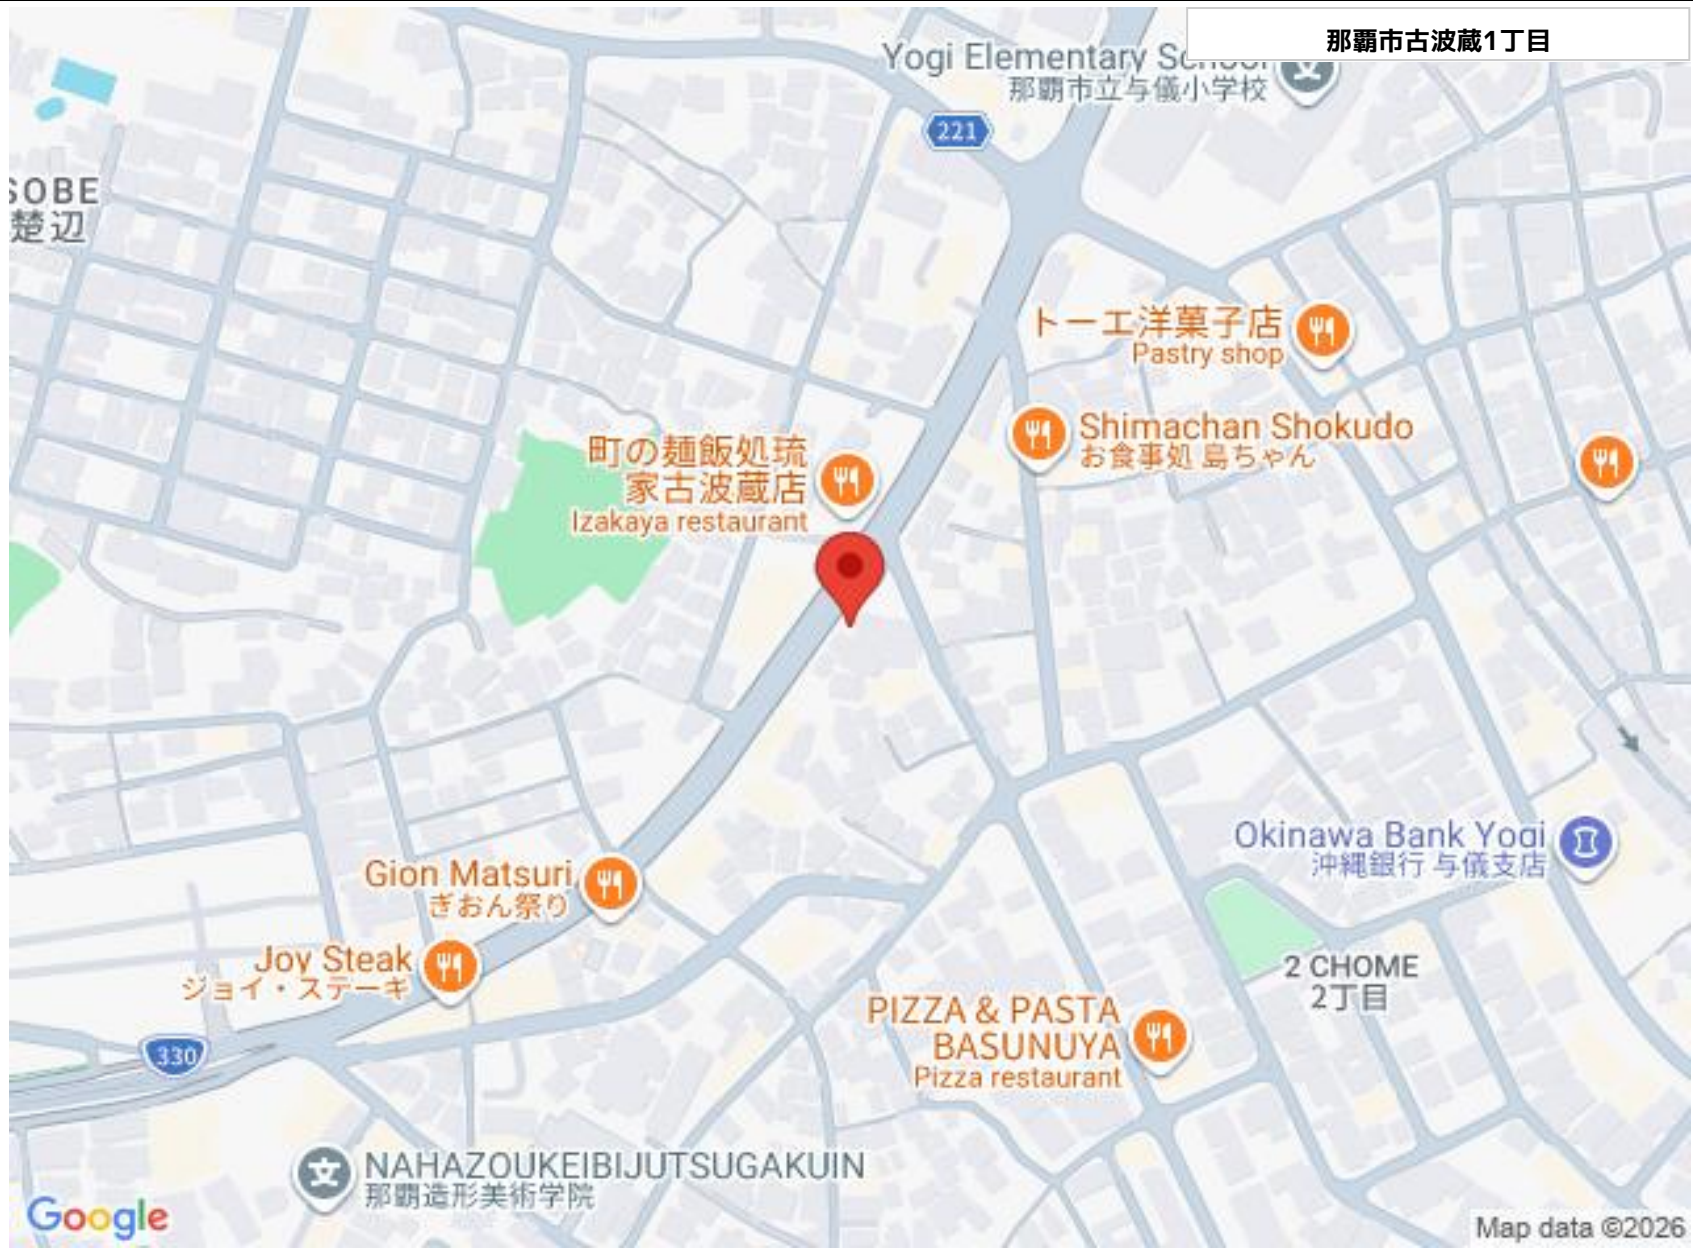 那覇市古波蔵1丁目
Yogi Elementary School
那覇市立与儀小学校
221
SOBE
楚辺
トーエ洋菓子店
Pastry shop
Shimachan Shokudo
お食事処 島ちゃん
町の麺飯処琉
家古波蔵店
Izakaya restaurant
Okinawa Bank Yogi
沖縄銀行 与儀支店
Gion Matsuri
ぎおん祭り
Joy Steak
ジョイ・ステーキ
2 CHOME
2丁目
PIZZA & PASTA
BASUNUYA
Pizza restaurant
330
NAHAZOUKEIBIJUTSUGAKUIN
那覇造形美術学院
Google
Map data ©2026